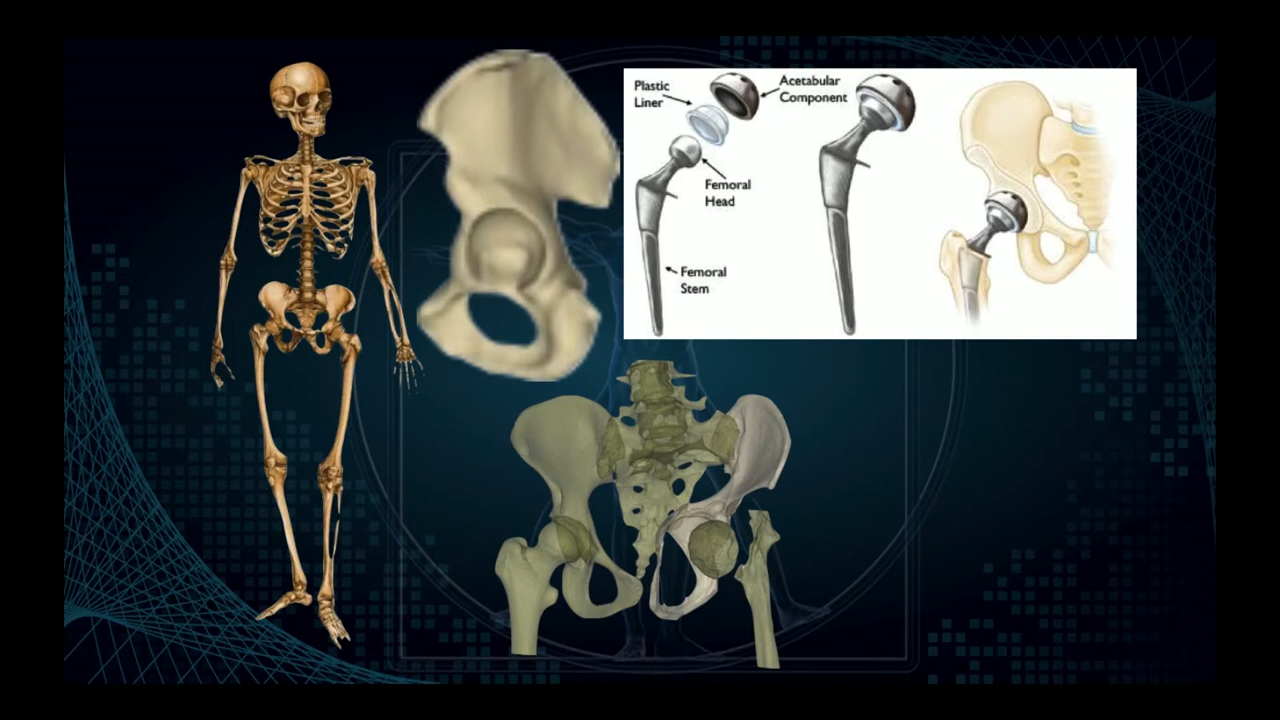 Plastic
Liner
Acetabular
Component
Femoral
Head
Femoral
Stem